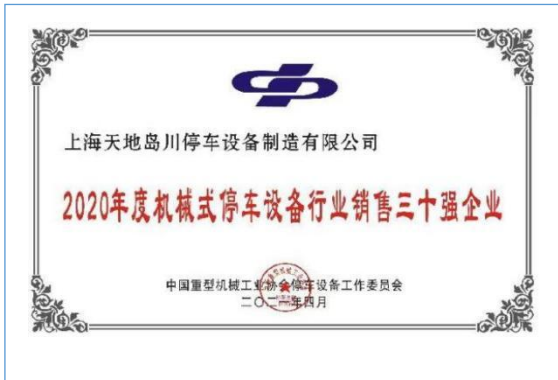 上海天地岛川停车设备制造有限公司
2020年度机械式停车设备行业销售三十强企业
中国重型机械工业协会停车设备工作委员会
二〇二一年四月